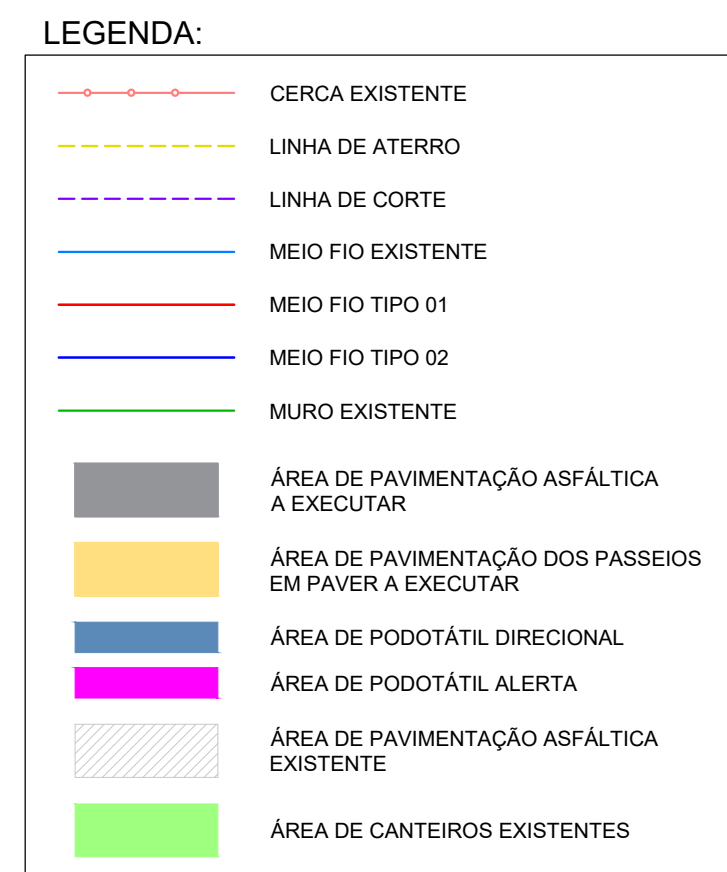 LEGENDA:
CERCA EXISTENTE
LINHA DE ATERRO
LINHA DE CORTE
MEIO FIO EXISTENTE
MEIO FIO TIPO 01
MEIO FIO TIPO 02
MURO EXISTENTE
ÁREA DE PAVIMENTAÇÃO ASFÁLTICA
A EXECUTAR
ÁREA DE PAVIMENTAÇÃO DOS PASSEIOS
EM PAVER A EXECUTAR
ÁREA DE PODOTÁTIL DIRECIONAL
ÁREA DE PODOTÁTIL ALERTA
ÁREA DE PAVIMENTAÇÃO ASFÁLTICA
EXISTENTE
ÁREA DE CANTEIROS EXISTENTES